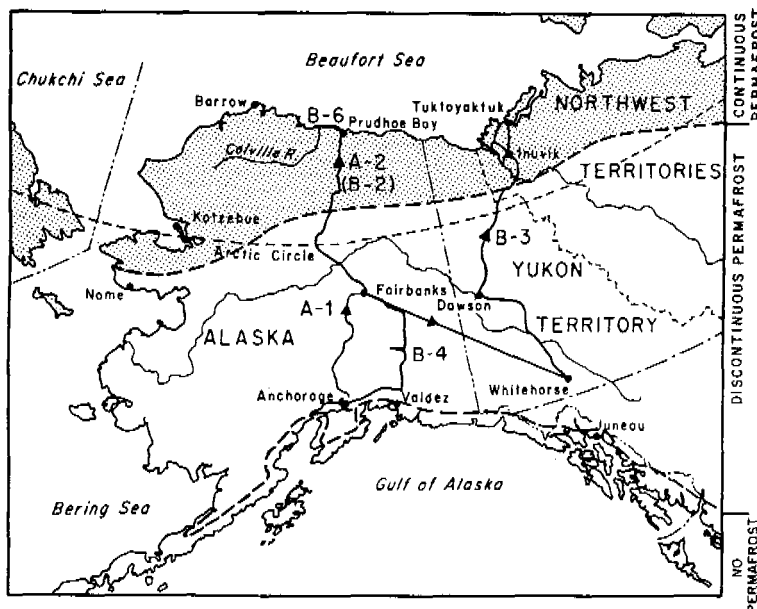 Beaufort Sea
Chukchi Sea
Barrow
B-6
Prudhoe Bay
Tuktoyaktuk
NORTHWEST
Colville R.
A-2
(B-2)
Inuvik
TERRITORIES
Kotzebue
Arctic Circle
B-3
YUKON
Nome
Fairbanks
Dawson
TERRITORY
A-1
ALASKA
B-4
Whitehorse
Anchorage
Valdez
Juneau
Gulf of Alaska
Bering Sea
CONTINUOUS
PERMAFROST
DISCONTINUOUS PERMAFROST
NO
PERMAFROST